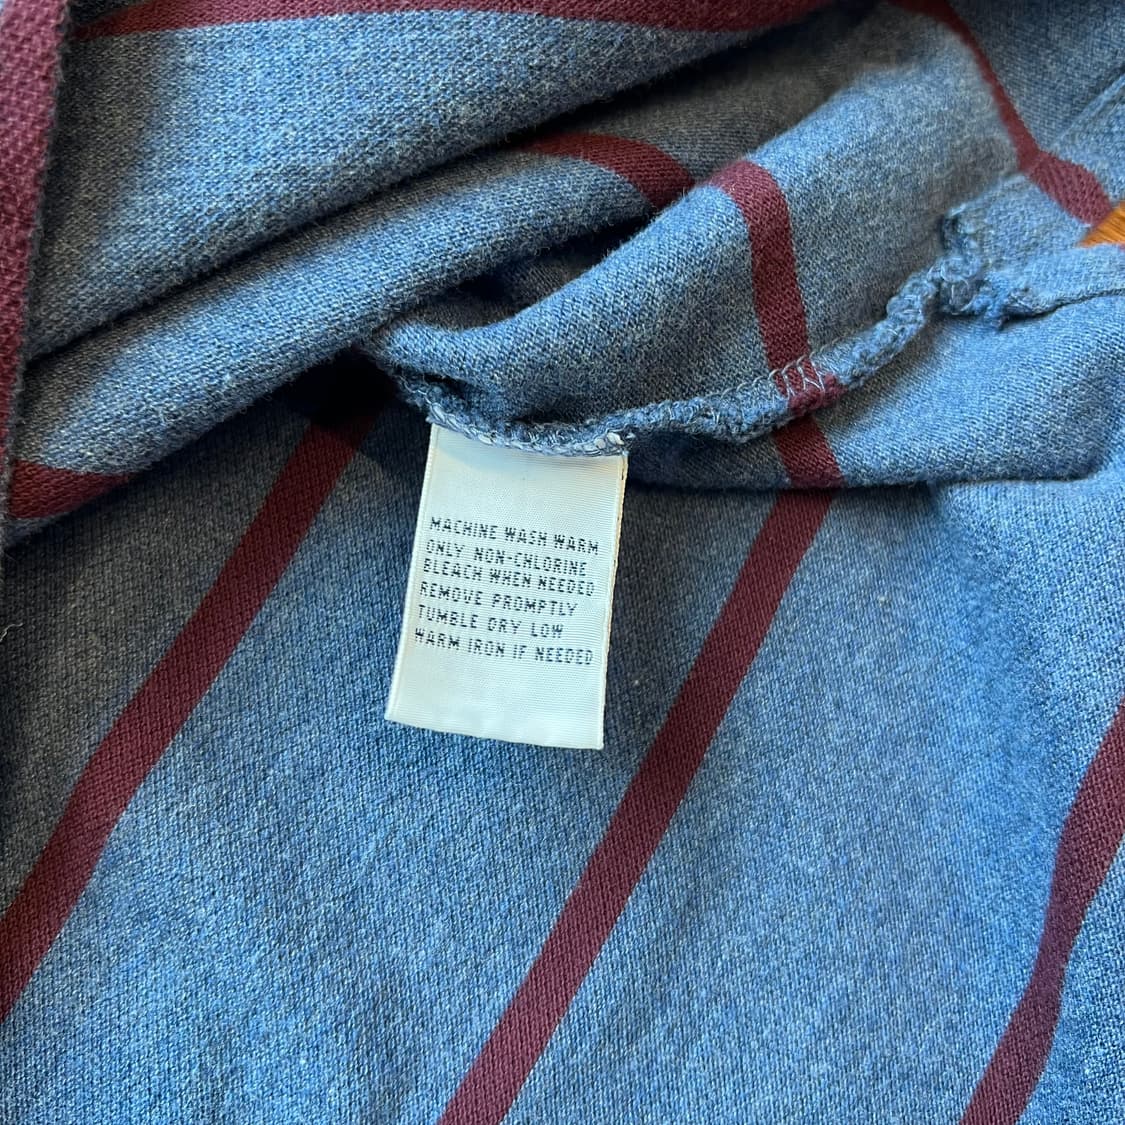 MACHINE WASH WARM
ONLY NON-CHLORINE
BLEACH WHEN NEEDED
REMOVE PROMPTLY
TUMBLE DRY LOW
WARM IRON IF NEEDED